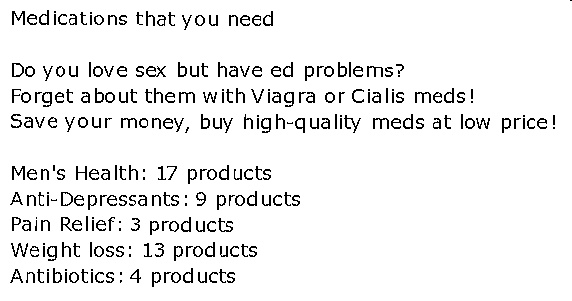 Medications that you need
Do you love sex but have ed problems?
Forget about them with Viagra or Cialis meds!
Save your money, buy high-quality meds at low price!
Men's Health: 17 products
Anti-Depressants: 9 products
Pain Relief: 3 products
Weight loss: 13 products
Antibiotics: 4 products